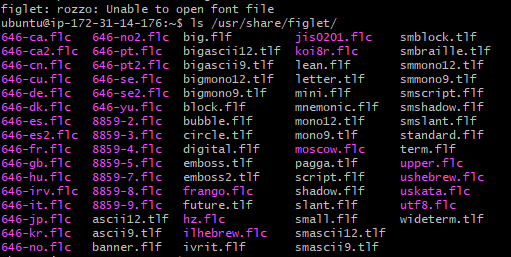 figlet: rozzo: Unable to open font file
ubuntu@ip-172-31-14-176:~$ ls /usr/share/figlet/
646-ca.flc 646-no2.flc big.flf jis0201.flc smblock.tlf
646-ca2.flc 646-pt.flc bigascii12.tlf koi8r.flc smbraille.tlf
646-cn.flc 646-pt2.flc bigascii9.tlf lean.flf smmono12.tlf
646-cu.flc 646-se.flc bigmono12.tlf letter.tlf smmono9.tlf
646-de.flc 646-se2.flc bigmono9.tlf mini.flf smscript.flf
646-dk.flc 646-yu.flc block.flf mnemonic.flf smshadow.flf
646-es.flc 8859-2.flc bubble.flf mono12.tlf smslant.flf
646-es2.flc 8859-3.flc circle.tlf mono9.tlf standard.flf
646-fr.flc 8859-4.flc digital.flf moscow.flc term.flf
646-gb.flc 8859-5.flc emboss.tlf pagga.tlf upper.flc
646-hu.flc 8859-7.flc emboss2.tlf script.flf ushebrew.flc
646-irv.flc 8859-8.flc frango.flc shadow.flf uskata.flc
646-it.flc 8859-9.flc future.tlf slant.flf utf8.flc
646-jp.flc ascii12.tlf hz.flc small.flf wideterm.tlf
646-kr.flc ascii9.tlf ilhebrew.flc smascii12.tlf
646-no.flc banner.flf ivrit.flf smascii9.tlf